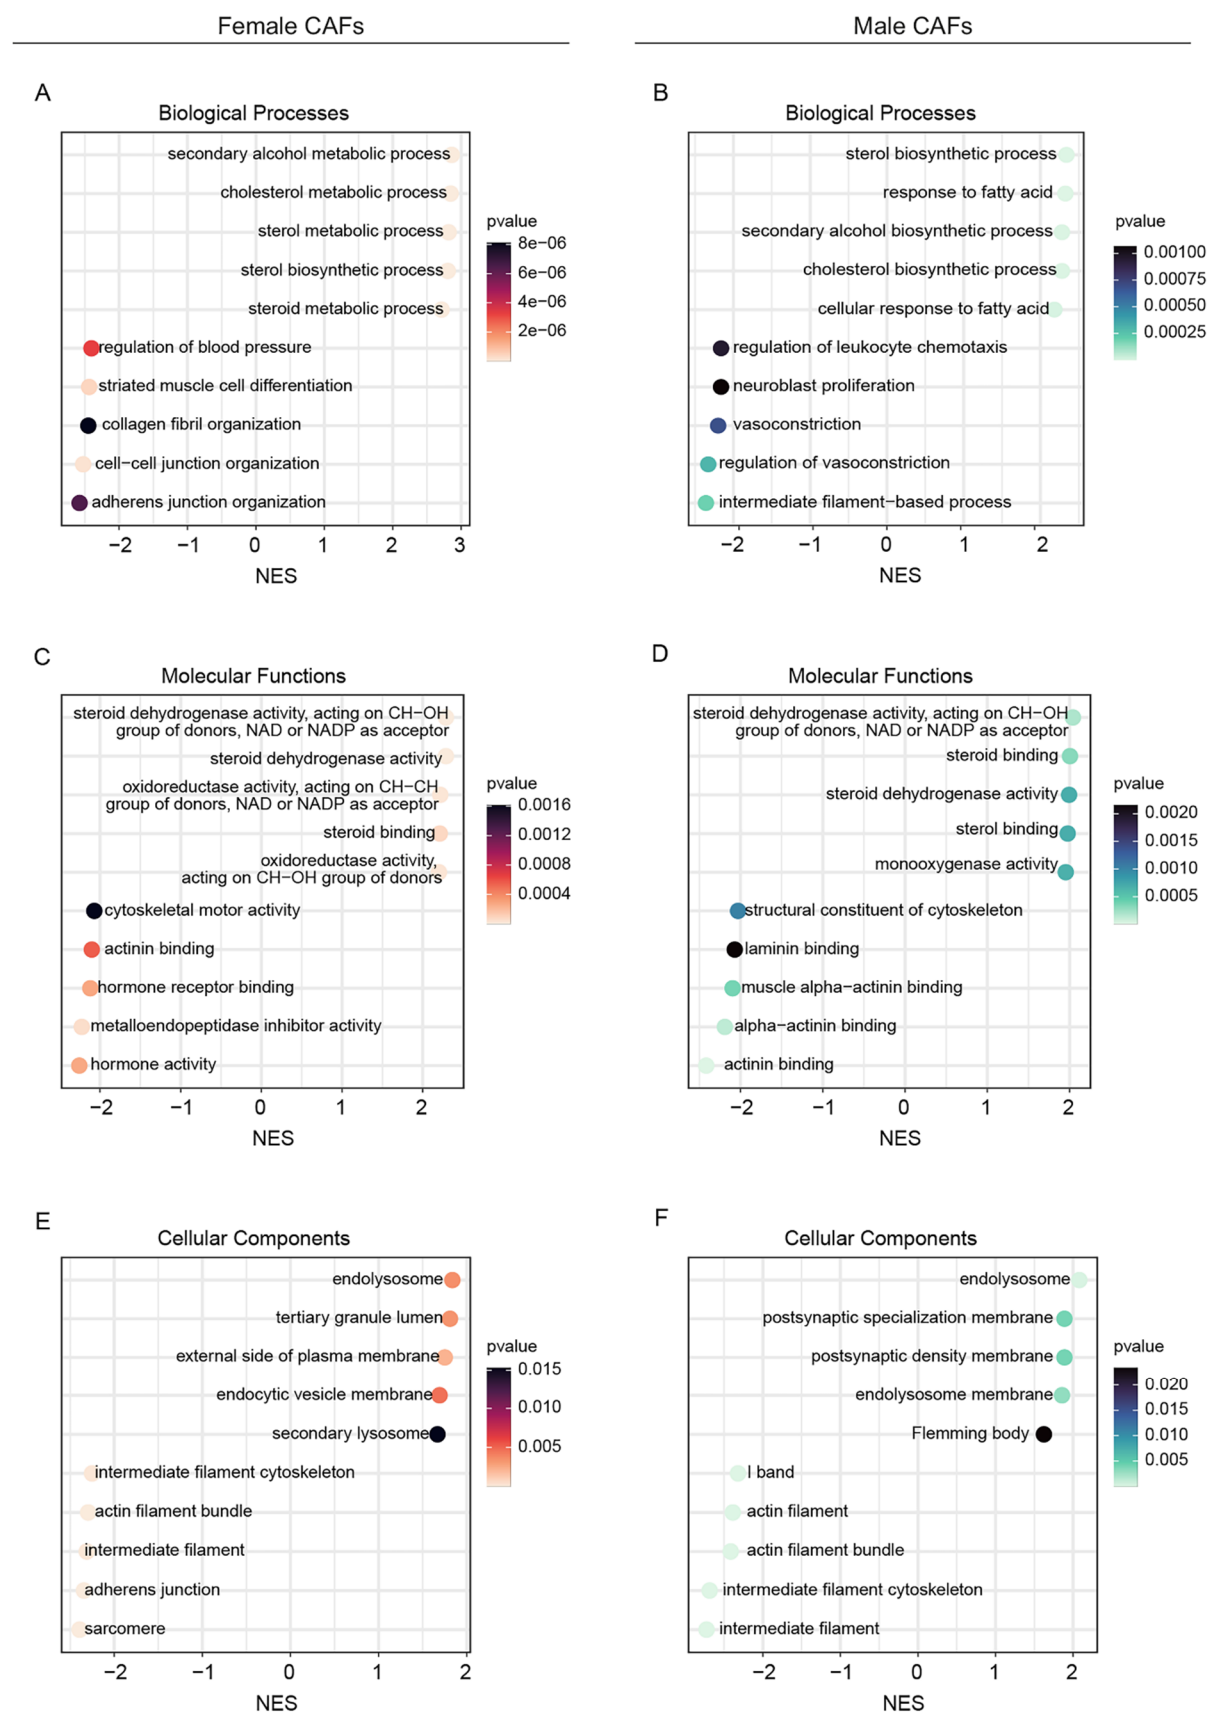 Female CAFs
Male CAFs
A
Biological Processes
secondary alcohol metabolic process
cholesterol metabolic process
sterol metabolic process
sterol biosynthetic process
steroid metabolic process
regulation of blood pressure
striated muscle cell differentiation
collagen fibril organization
cell−cell junction organization
adherens junction organization
−2 −1 0 1 2 3
NES
pvalue
8e−06
6e−06
4e−06
2e−06
B
Biological Processes
sterol biosynthetic process
response to fatty acid
secondary alcohol biosynthetic process
cholesterol biosynthetic process
cellular response to fatty acid
regulation of leukocyte chemotaxis
neuroblast proliferation
vasoconstriction
regulation of vasoconstriction
intermediate filament−based process
−2 −1 0 1 2
NES
pvalue
0.00100
0.00075
0.00050
0.00025
C
Molecular Functions
steroid dehydrogenase activity, acting on CH−OH
group of donors, NAD or NADP as acceptor
steroid dehydrogenase activity
oxidoreductase activity, acting on CH−CH
group of donors, NAD or NADP as acceptor
steroid binding
oxidoreductase activity,
acting on CH−OH group of donors
cytoskeletal motor activity
actinin binding
hormone receptor binding
metalloendopeptidase inhibitor activity
hormone activity
−2 −1 0 1 2
NES
pvalue
0.0016
0.0012
0.0008
0.0004
D
Molecular Functions
steroid dehydrogenase activity, acting on CH−OH
group of donors, NAD or NADP as acceptor
steroid binding
steroid dehydrogenase activity
sterol binding
monooxygenase activity
structural constituent of cytoskeleton
laminin binding
muscle alpha−actinin binding
alpha−actinin binding
actinin binding
−2 −1 0 1 2
NES
pvalue
0.0020
0.0015
0.0010
0.0005
E
Cellular Components
endolysosome
tertiary granule lumen
external side of plasma membrane
endocytic vesicle membrane
secondary lysosome
intermediate filament cytoskeleton
actin filament bundle
intermediate filament
adherens junction
sarcomere
−2 −1 0 1 2
NES
pvalue
0.015
0.010
0.005
F
Cellular Components
endolysosome
postsynaptic specialization membrane
postsynaptic density membrane
endolysosome membrane
Flemming body
I band
actin filament
actin filament bundle
intermediate filament cytoskeleton
intermediate filament
−2 −1 0 1 2
NES
pvalue
0.020
0.015
0.010
0.005